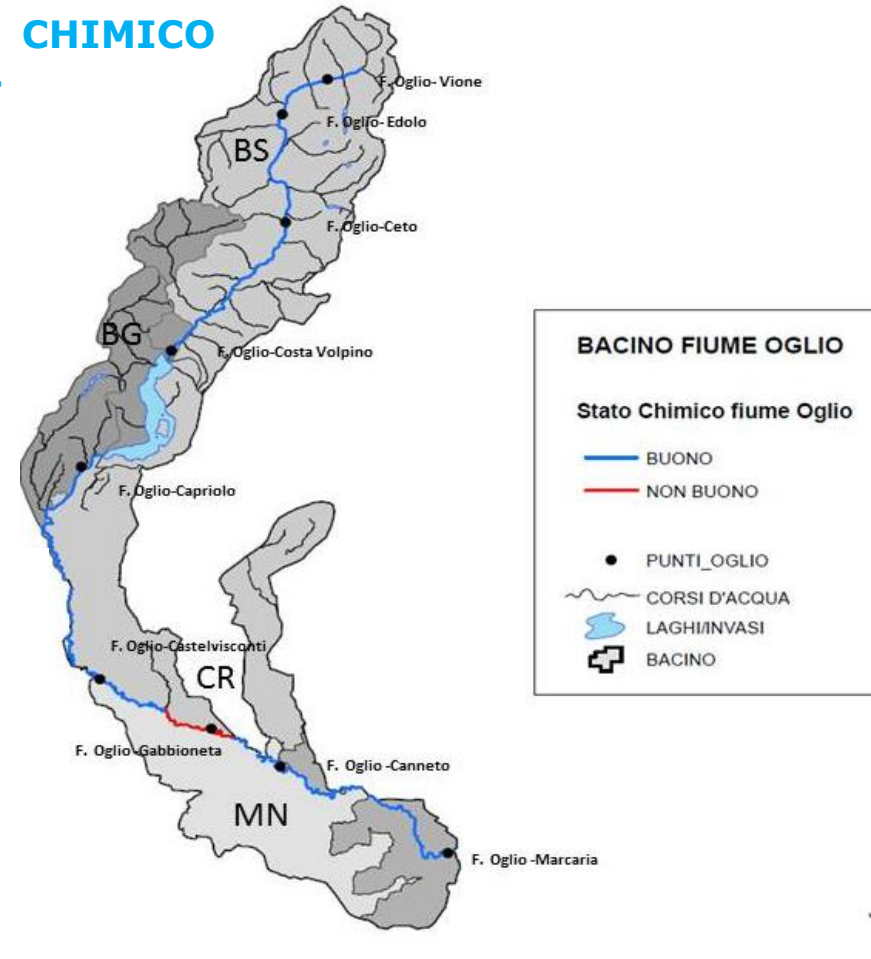 CHIMICO
F. Oglio- Vione
F. Oglio- Edolo
BS
F. Oglio-Ceto
BG
F. Oglio-Costa Volpino
F. Oglio-Capriolo
F. Oglio-Castelvisconti
CR
F. Oglio -Gabbioneta
F. Oglio -Canneto
MN
F. Oglio -Marcaria
BACINO FIUME OGLIO
Stato Chimico fiume Oglio
BUONO
NON BUONO
PUNTI_OGLIO
CORSI D'ACQUA
LAGHI/INVASI
BACINO